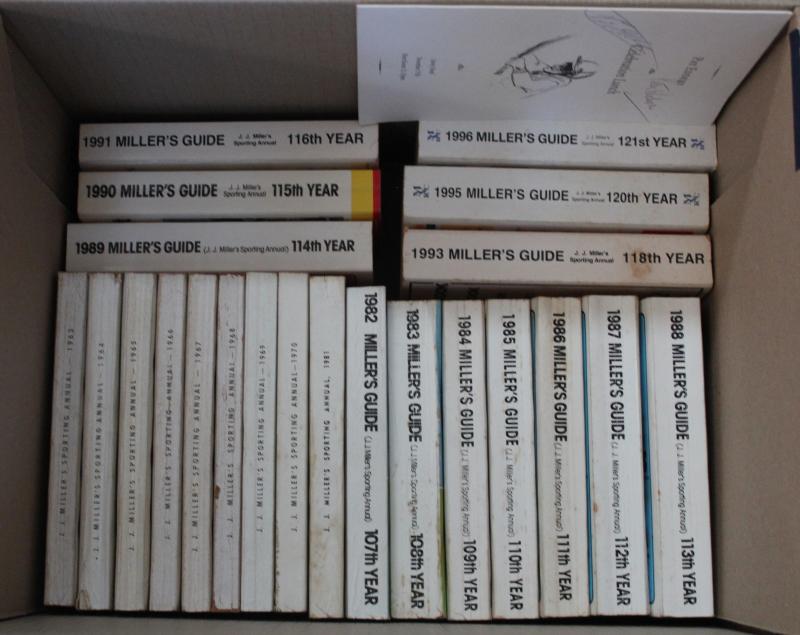 Celebration Lunch
&
1991 MILLER'S GUIDE J. J. Miller's Sporting Annual 116th YEAR
1990 MILLER'S GUIDE J. J. Miller's Sporting Annual) 115th YEAR
1989 MILLER'S GUIDE (J. J. Miller's Sporting Annual) 114th YEAR
1996 MILLER'S GUIDE J. J. Miller's Sporting Annual 121st YEAR
1995 MILLER'S GUIDE J. J. Miller's Sporting Annual 120th YEAR
1993 MILLER'S GUIDE J. J. Miller's Sporting Annual 118th YEAR
J. J. MILLER'S SPORTING ANNUAL 1963
J. J. MILLER'S SPORTING ANNUAL—1964
J. J. MILLER'S SPORTING ANNUAL—1965
J. J. MILLER'S SPORTING ANNUAL—1966
J. J. MILLER'S SPORTING ANNUAL—1967
J. J. MILLER'S SPORTING ANNUAL—1968
J. J. MILLER'S SPORTING ANNUAL—1969
J. J. MILLER'S SPORTING ANNUAL—1970
J. J. MILLER'S SPORTING ANNUAL, 1981
1982 MILLER'S GUIDE (J. J. Miller's Sporting Annual) 107th YEAR
1983 MILLER'S GUIDE (J. J. Miller's Sporting Annual) 108th YEAR
1984 MILLER'S GUIDE (J. J. Miller's Sporting Annual) 109th YEAR
1985 MILLER'S GUIDE (J. J. Miller's Sporting Annual) 110th YEAR
1986 MILLER'S GUIDE (J. J. Miller's Sporting Annual) 111th YEAR
1987 MILLER'S GUIDE (J. J. Miller's Sporting Annual) 112th YEAR
1988 MILLER'S GUIDE (J. J. Miller's Sporting Annual) 113th YEAR